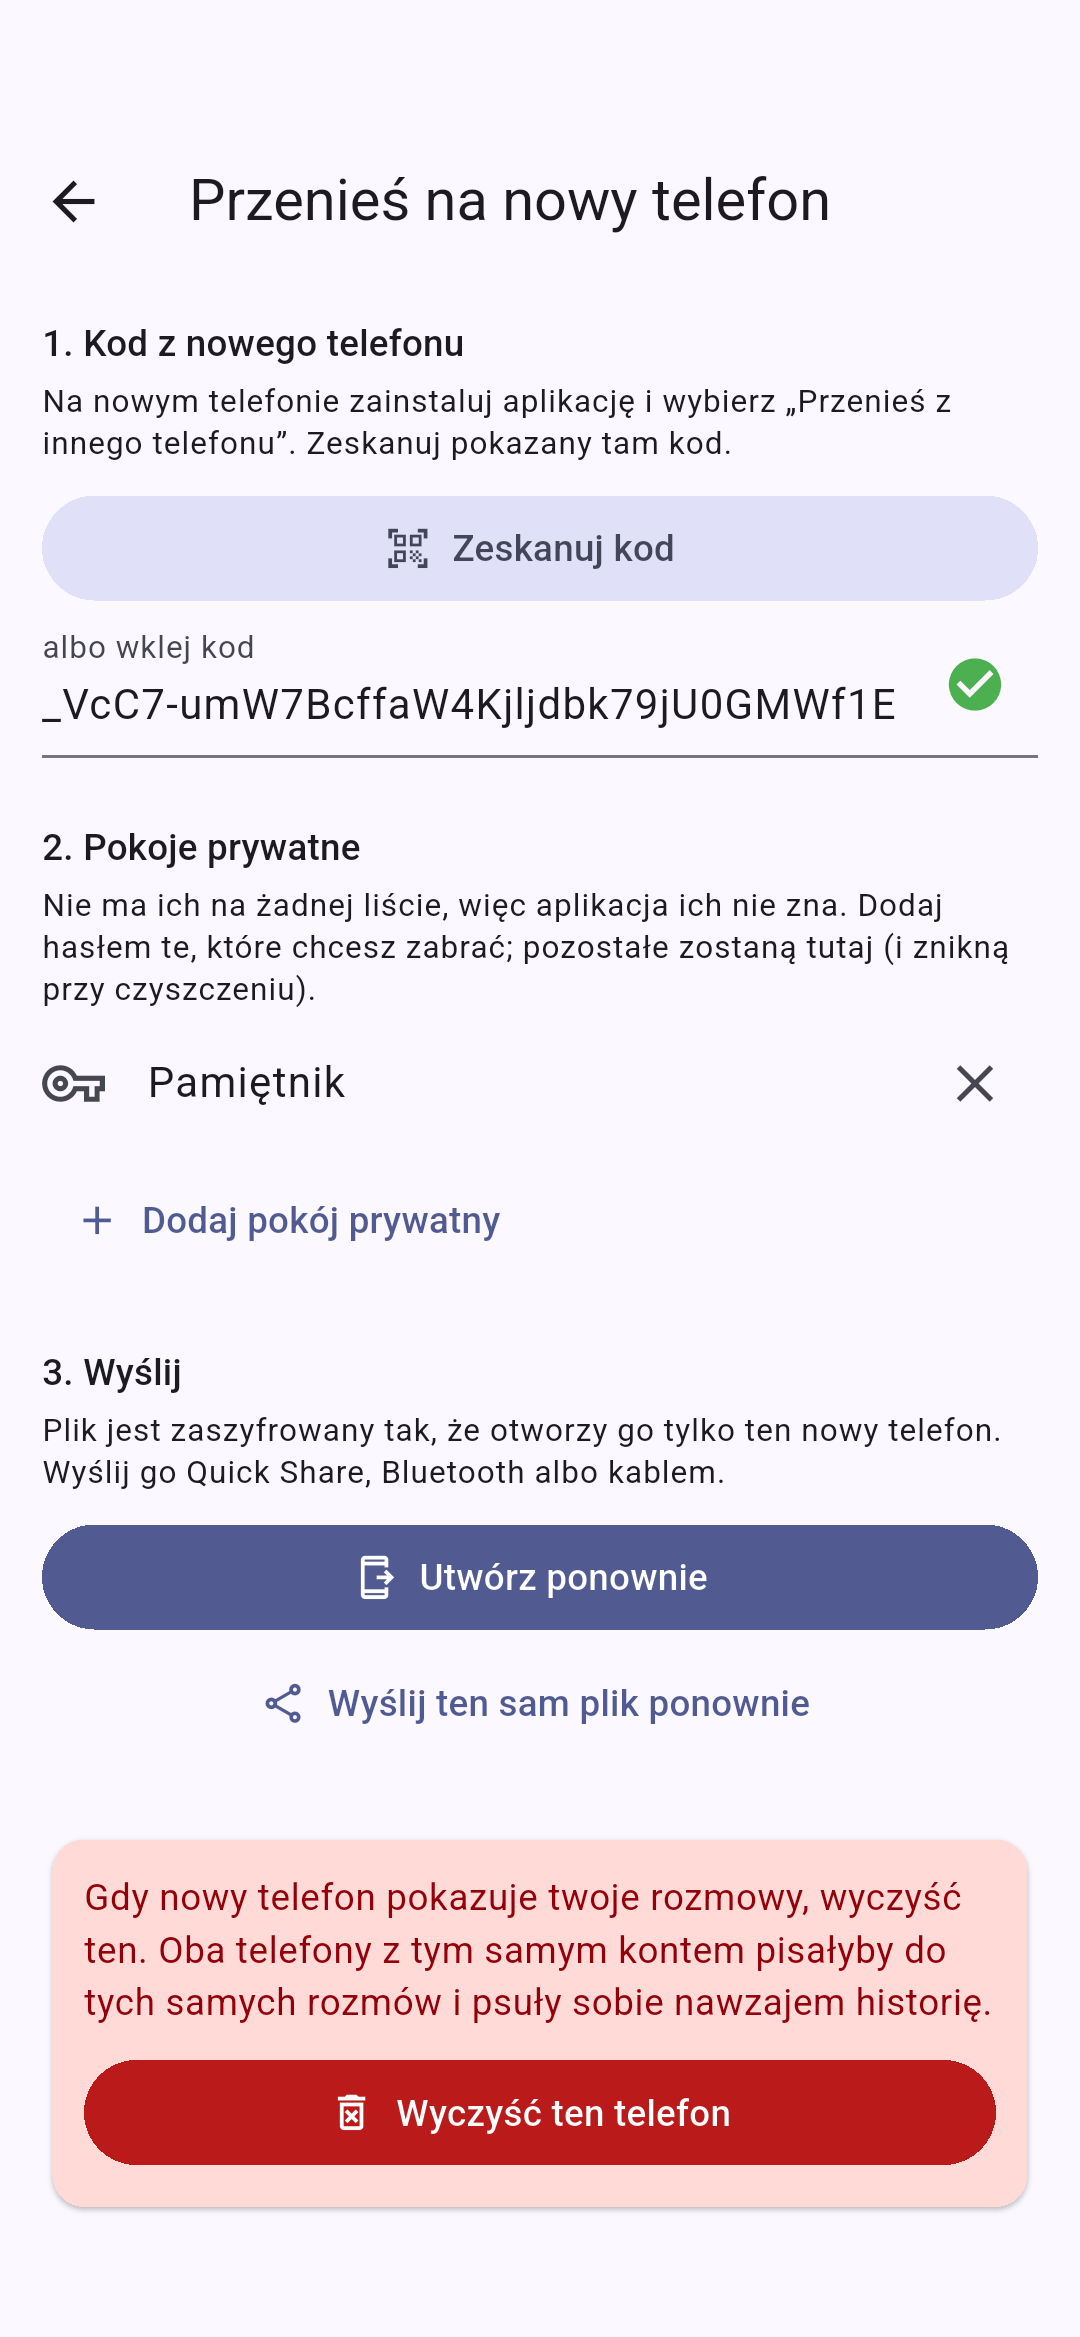 Przenieś na nowy telefon
1. Kod z nowego telefonu
Na nowym telefonie zainstaluj aplikację i wybierz „Przenieś z
innego telefonu”. Zeskanuj pokazany tam kod.
Zeskanuj kod
albo wklej kod
_VcC7-umW7BcffaW4Kjljdbk79jU0GMWf1E
2. Pokoje prywatne
Nie ma ich na żadnej liście, więc aplikacja ich nie zna. Dodaj
hasłem te, które chcesz zabrać; pozostałe zostaną tutaj (i znikną
przy czyszczeniu).
Pamiętnik
Dodaj pokój prywatny
3. Wyślij
Plik jest zaszyfrowany tak, że otworzy go tylko ten nowy telefon.
Wyślij go Quick Share, Bluetooth albo kablem.
Utwórz ponownie
Wyślij ten sam plik ponownie
Gdy nowy telefon pokazuje twoje rozmowy, wyczyść
ten. Oba telefony z tym samym kontem pisałyby do
tych samych rozmów i psuły sobie nawzajem historię.
Wyczyść ten telefon